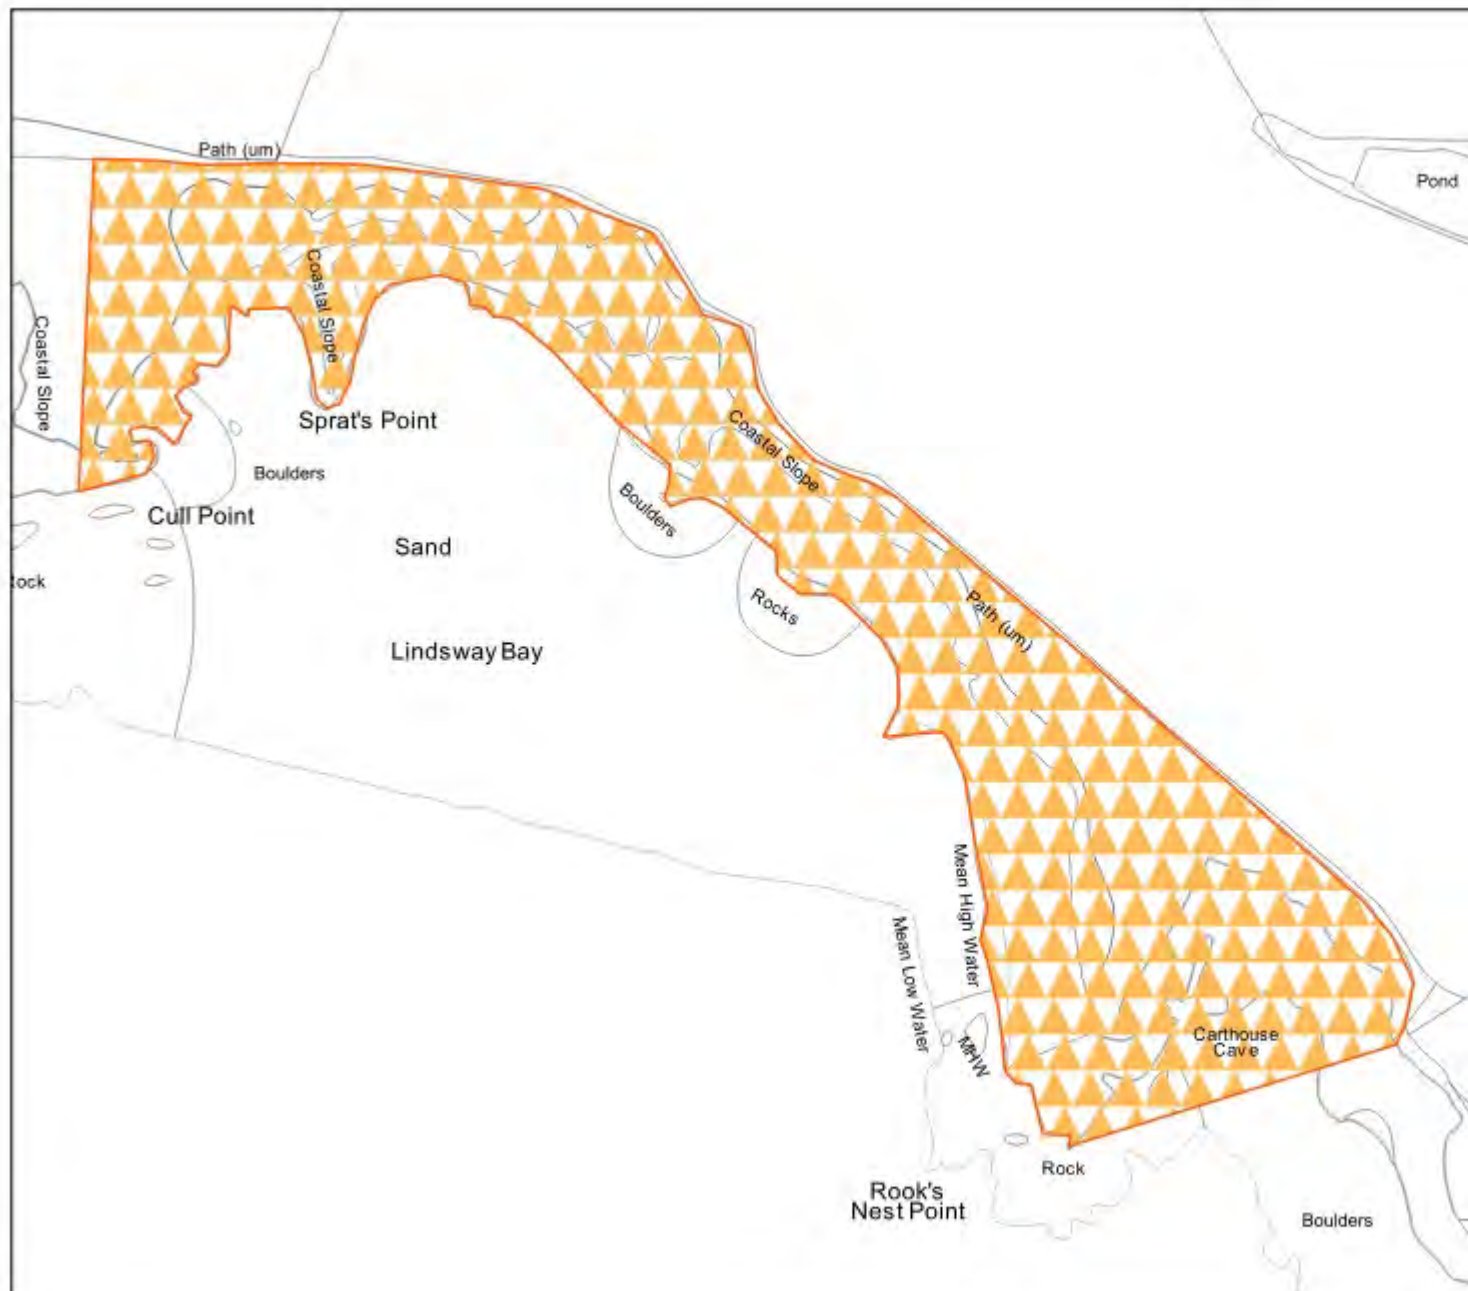 Path (um)
Pond
Coastal Slope
Coastal Slope
Sprat's Point
Coastal Slope
Boulders
Boulders
Cull Point
Sand
ock
Rocks
Path (um)
Lindsway Bay
Mean High Water
Mean Low Water
MHW
Carthouse
Cave
Rock
Rook's
Nest Point
Boulders